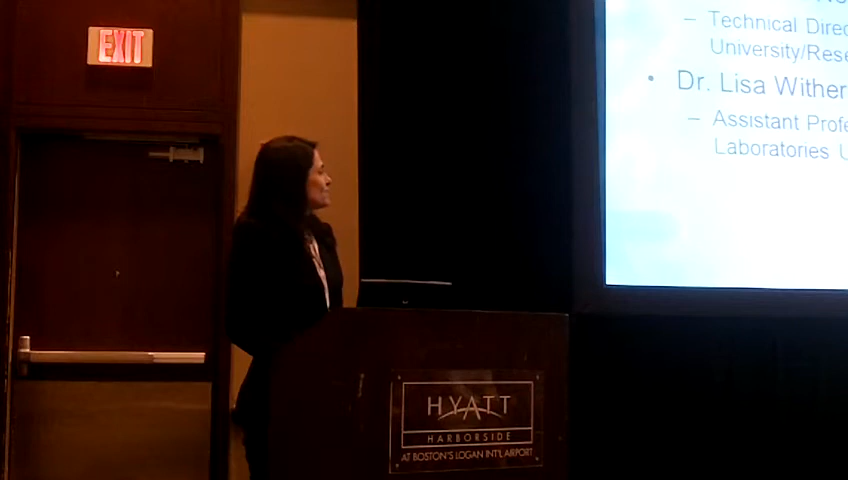 EXIT
– Technical Direc
University/Rese
• Dr. Lisa Wither
– Assistant Profe
Laboratories U
HYATT
HARBORSIDE
AT BOSTON'S LOGAN INT'L AIRPORT